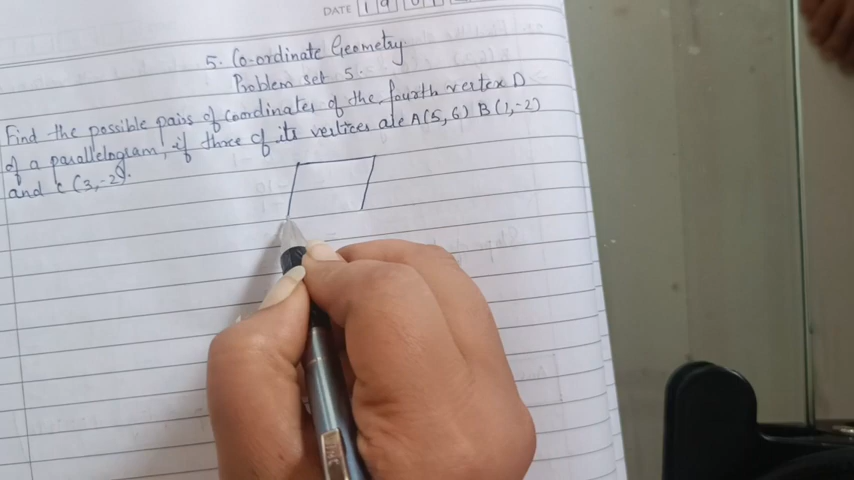 DATE
5. Co-ordinate Geometry.
Problem set 5.
Find the possible pairs of coordinates of the fourth vertex D
of a parallelogram, if three of its vertices are A(5,6) B(1,-2)
and C(3,-2).